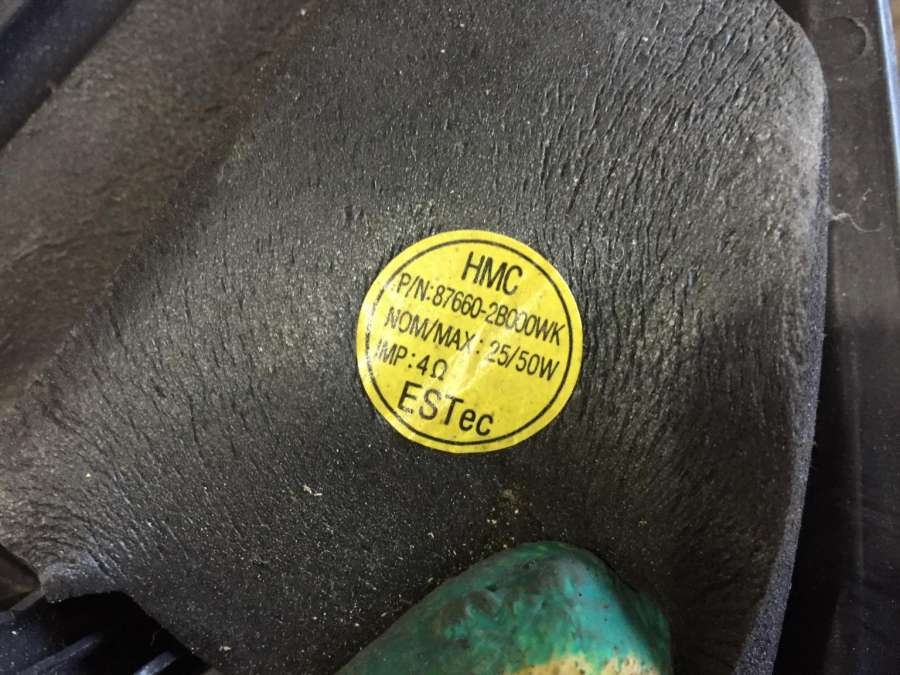 HMC
P/N:87660-2B000WK
NOM/MAX: 25/50W
IMP: 4Ω
ESTec